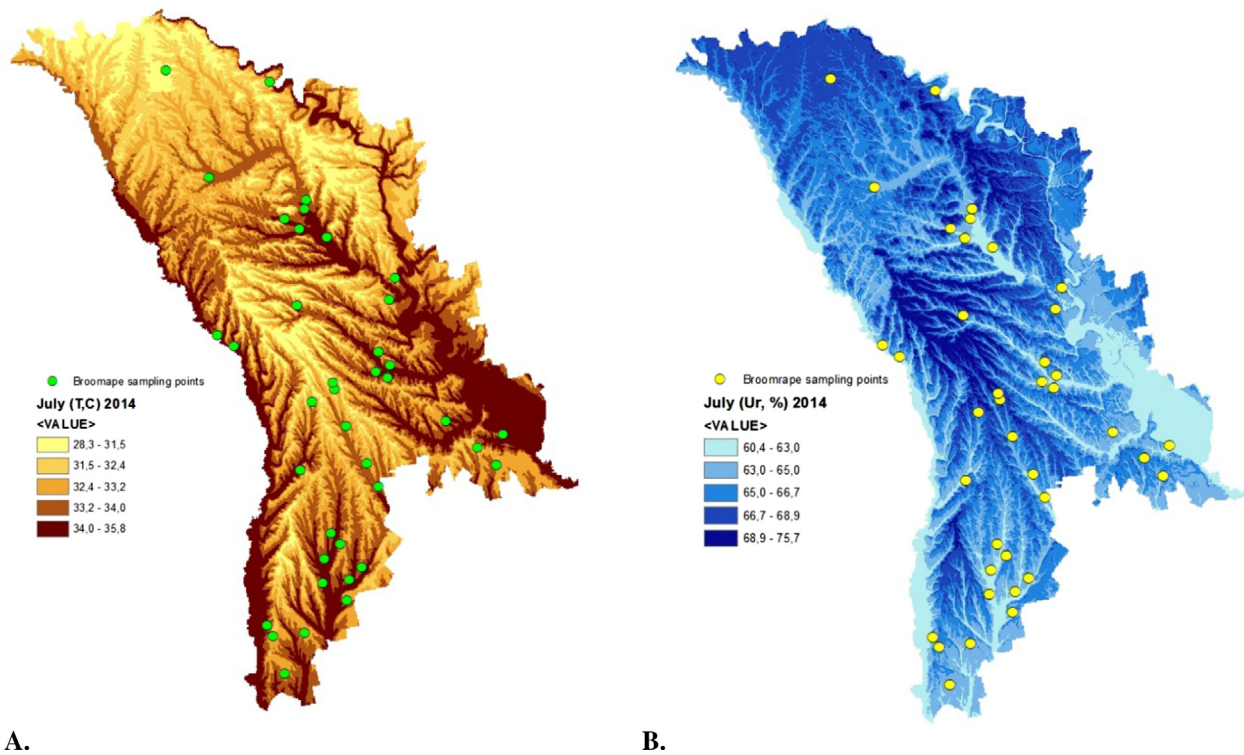 Broomape sampling points
July (T,C) 2014
<VALUE>
28,3 - 31,5
31,5 - 32,4
32,4 - 33,2
33,2 - 34,0
34,0 - 35,8
A.
Broomrape sampling points
July (Ur, %) 2014
<VALUE>
60,4 - 63,0
63,0 - 65,0
65,0 - 66,7
66,7 - 68,9
68,9 - 75,7
B.